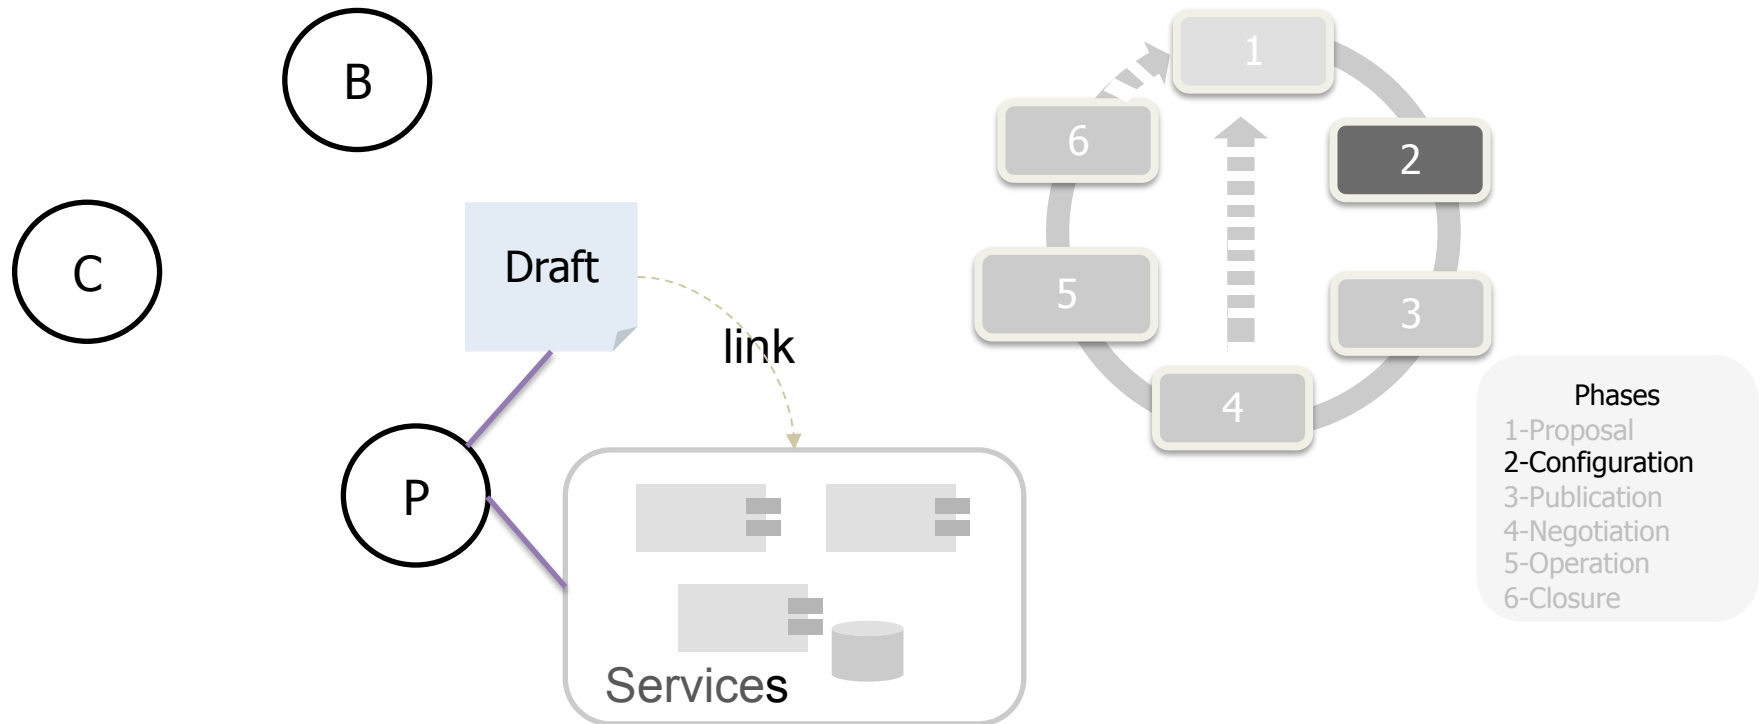 B
C
Draft
link
P
Services
1
2
3
4
5
6
Phases
1-Proposal
2-Configuration
3-Publication
4-Negotiation
5-Operation
6-Closure